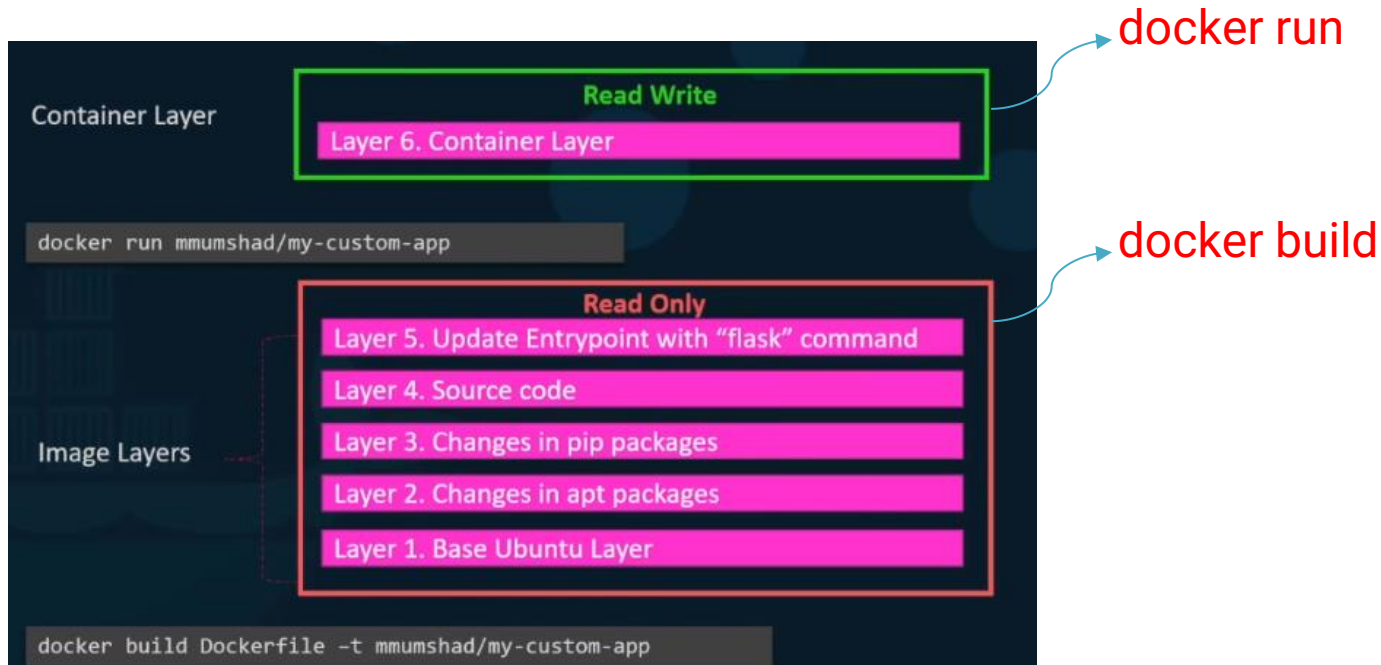 docker run
Read Write
Container Layer
Layer 6. Container Layer
docker run mmumshad/my-custom-app
docker build
Read Only
Layer 5. Update Entrypoint with “flask” command
Layer 4. Source code
Layer 3. Changes in pip packages
Image Layers
Layer 2. Changes in apt packages
Layer 1. Base Ubuntu Layer
docker build Dockerfile –t mmumshad/my-custom-app